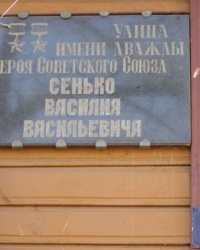 УЛИЦА
ИМЕНИ ДВАЖДЫ
ЕРОЯ СОВЕТСКОГО СОЮЗА
СЕНЬКО
ВАСИЛИЯ
ВАСИЛЬЕВИЧА